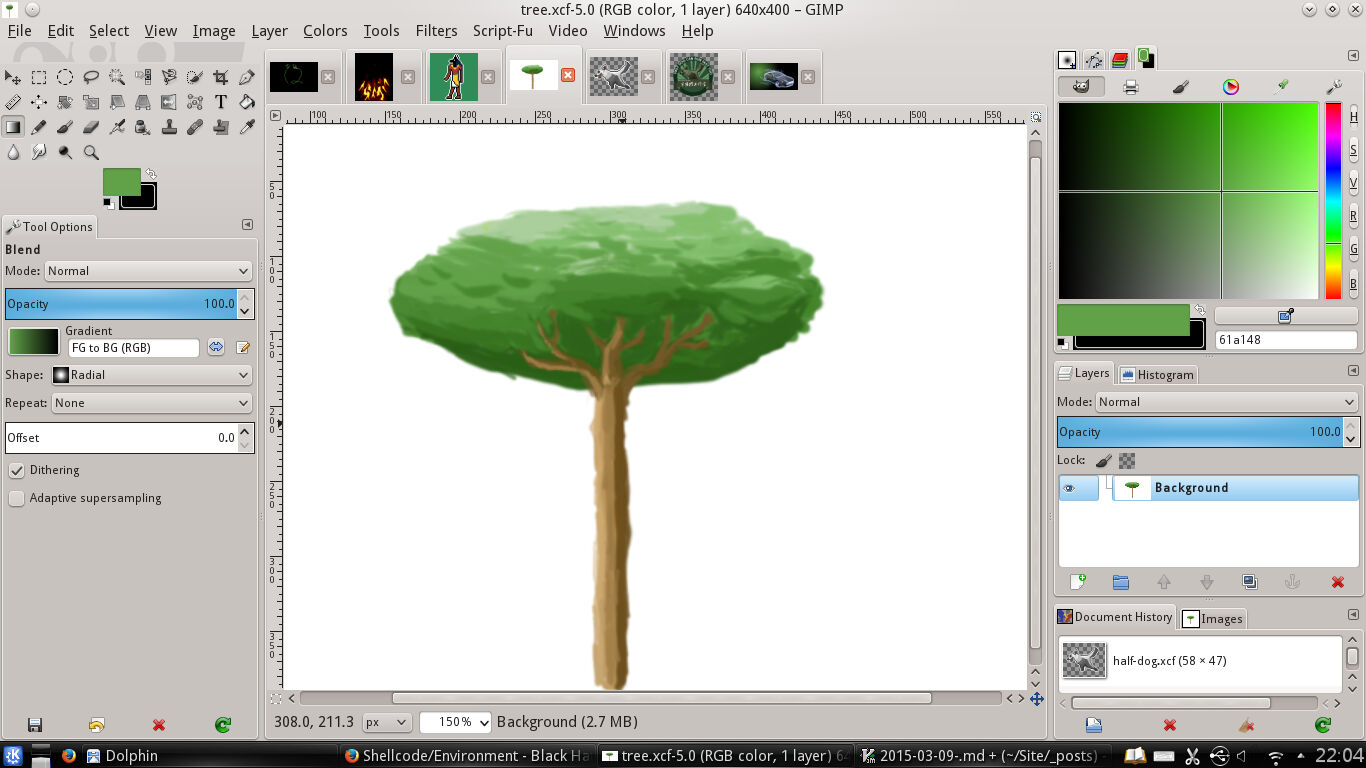 tree.xcf-5.0 (RGB color, 1 layer) 640x400 – GIMP
File Edit Select View Image Layer Colors Tools Filters Script-Fu Video Windows Help
100 150 200 250 300 350 400 450 500 550
50
100
150
200
250
300
350
Tool Options
Blend
Mode: Normal
Opacity 100.0
Gradient
FG to BG (RGB)
Shape: Radial
Repeat: None
Offset 0.0
Dithering
Adaptive supersampling
308.0, 211.3 px 150% Background (2.7 MB)
H
S
V
R
G
B
61a148
Layers Histogram
Mode: Normal
Opacity 100.0
Lock:
Background
Document History Images
half-dog.xcf (58 × 47)
Dolphin
Shellcode/Environment - Black Ha
tree.xcf-5.0 (RGB color, 1 layer) 64
2015-03-09-.md + (~/Site/_posts)
22:04